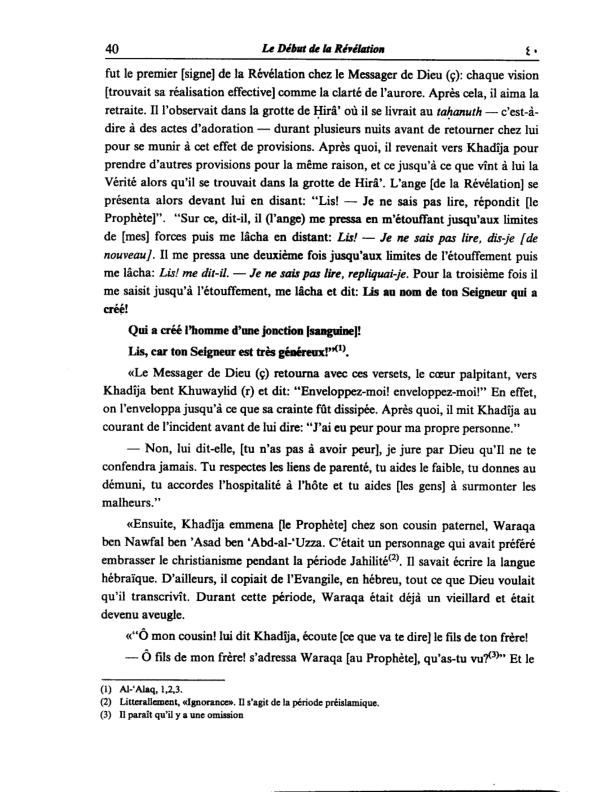 40 Le Début de la Révélation ٤٠
fut le premier [signe] de la Révélation chez le Messager de Dieu (ç): chaque vision
[trouvait sa réalisation effective] comme la clarté de l'aurore. Après cela, il aima la
retraite. Il l'observait dans la grotte de Ḥirâ' où il se livrait au taḥanuth — c'est-à-
dire à des actes d'adoration — durant plusieurs nuits avant de retourner chez lui
pour se munir à cet effet de provisions. Après quoi, il revenait vers Khadîja pour
prendre d'autres provisions pour la même raison, et ce jusqu'à ce que vînt à lui la
Vérité alors qu'il se trouvait dans la grotte de Hirâ'. L'ange [de la Révélation] se
présenta alors devant lui en disant: "Lis! — Je ne sais pas lire, répondit [le
Prophète]". "Sur ce, dit-il, il (l'ange) me pressa en m'étouffant jusqu'aux limites
de [mes] forces puis me lâcha en distant: Lis! — Je ne sais pas lire, dis-je [de
nouveau]. Il me pressa une deuxième fois jusqu'aux limites de l'étouffement puis
me lâcha: Lis! me dit-il. — Je ne sais pas lire, repliquai-je. Pour la troisième fois il
me saisit jusqu'à l'étouffement, me lâcha et dit: Lis au nom de ton Seigneur qui a
créé!
Qui a créé l'homme d'une jonction [sanguine]!
Lis, car ton Seigneur est très généreux!"»(1).
«Le Messager de Dieu (ç) retourna avec ces versets, le cœur palpitant, vers
Khadîja bent Khuwaylid (r) et dit: "Enveloppez-moi! enveloppez-moi!" En effet,
on l'enveloppa jusqu'à ce que sa crainte fût dissipée. Après quoi, il mit Khadîja au
courant de l'incident avant de lui dire: "J'ai eu peur pour ma propre personne."
— Non, lui dit-elle, [tu n'as pas à avoir peur], je jure par Dieu qu'Il ne te
confendra jamais. Tu respectes les liens de parenté, tu aides le faible, tu donnes au
démuni, tu accordes l'hospitalité à l'hôte et tu aides [les gens] à surmonter les
malheurs."
«Ensuite, Khadîja emmena [le Prophète] chez son cousin paternel, Waraqa
ben Nawfal ben 'Asad ben 'Abd-al-'Uzza. C'était un personnage qui avait préféré
embrasser le christianisme pendant la période Jahilité(2). Il savait écrire la langue
hébraïque. D'ailleurs, il copiait de l'Evangile, en hébreu, tout ce que Dieu voulait
qu'il transcrivît. Durant cette période, Waraqa était déjà un vieillard et était
devenu aveugle.
«"Ô mon cousin! lui dit Khadîja, écoute [ce que va te dire] le fils de ton frère!
— Ô fils de mon frère! s'adressa Waraqa [au Prophète], qu'as-tu vu?(3)" Et le
(1) Al-'Alaq, 1,2,3.
(2) Litterallement, «Ignorance». Il s'agit de la période préislamique.
(3) Il paraît qu'il y a une omission